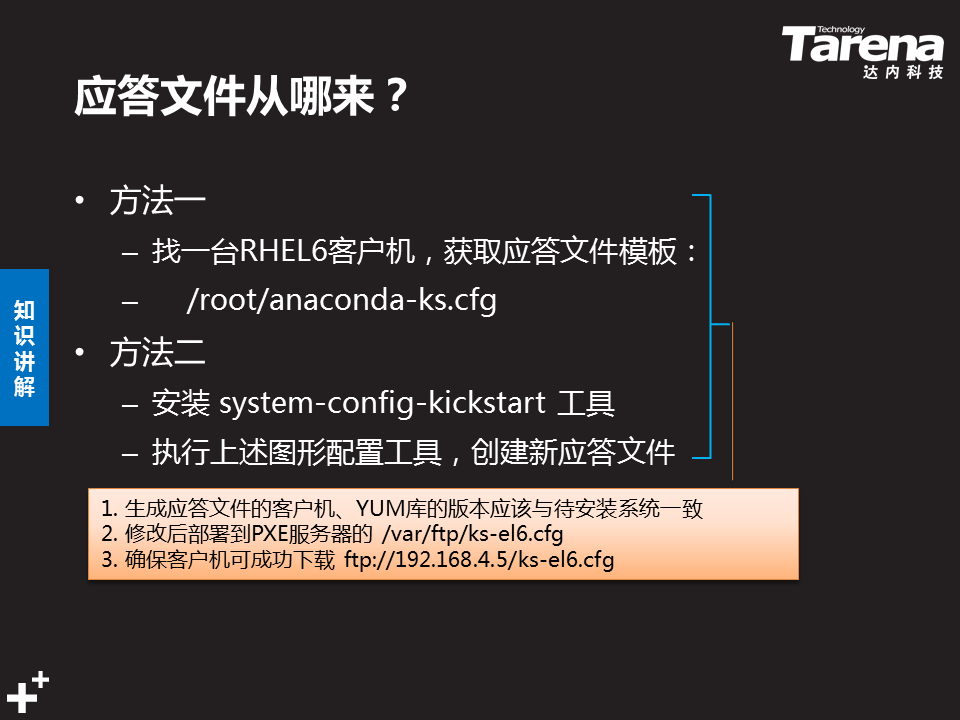 Technology
Tarena
达内科技
应答文件从哪来？
• 方法一
– 找一台RHEL6客户机，获取应答文件模板：
– /root/anaconda-ks.cfg
• 方法二
– 安装 system-config-kickstart 工具
– 执行上述图形配置工具，创建新应答文件
知识讲解
1. 生成应答文件的客户机、YUM库的版本应该与待安装系统一致
2. 修改后部署到PXE服务器的 /var/ftp/ks-el6.cfg
3. 确保客户机可成功下载 ftp://192.168.4.5/ks-el6.cfg